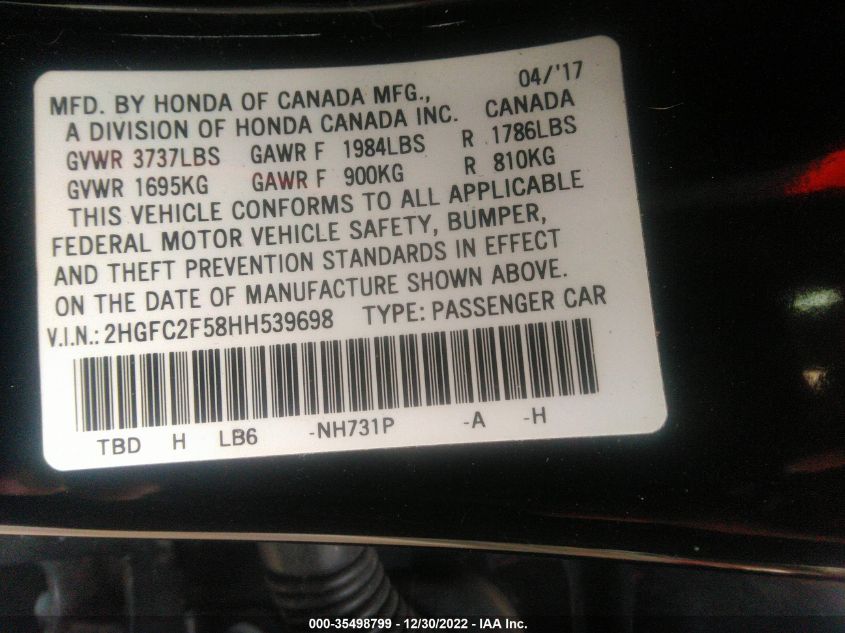 04/'17
MFD. BY HONDA OF CANADA MFG.,
A DIVISION OF HONDA CANADA INC. CANADA
GVWR 3737LBS GAWR F 1984LBS R 1786LBS
GVWR 1695KG GAWR F 900KG R 810KG
THIS VEHICLE CONFORMS TO ALL APPLICABLE
FEDERAL MOTOR VEHICLE SAFETY, BUMPER,
AND THEFT PREVENTION STANDARDS IN EFFECT
ON THE DATE OF MANUFACTURE SHOWN ABOVE.
V.I.N.: 2HGFC2F58HH539698 TYPE: PASSENGER CAR
TBD H LB6 -NH731P -A -H
000-35498799 - 12/30/2022 - IAA Inc.